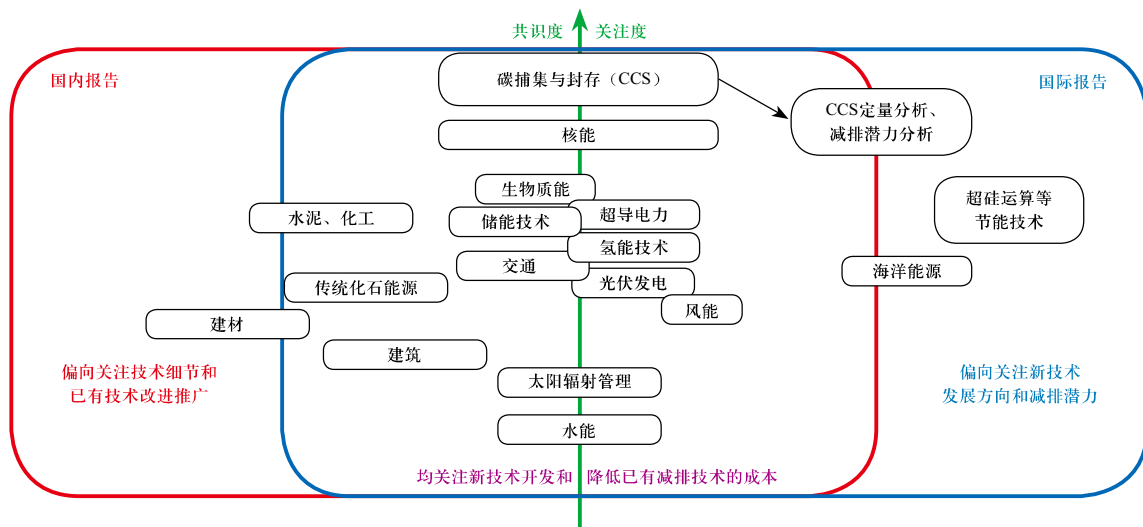 共识度 关注度
国内报告
国际报告
碳捕集与封存（CCS）
CCS定量分析、
减排潜力分析
核能
生物质能
超硅运算等
节能技术
水泥、化工
储能技术
超导电力
氢能技术
交通
海洋能源
传统化石能源
光伏发电
风能
建材
建筑
偏向关注技术细节和
已有技术改进推广
太阳辐射管理
偏向关注新技术
发展方向和减排潜力
水能
均关注新技术开发和 降低已有减排技术的成本